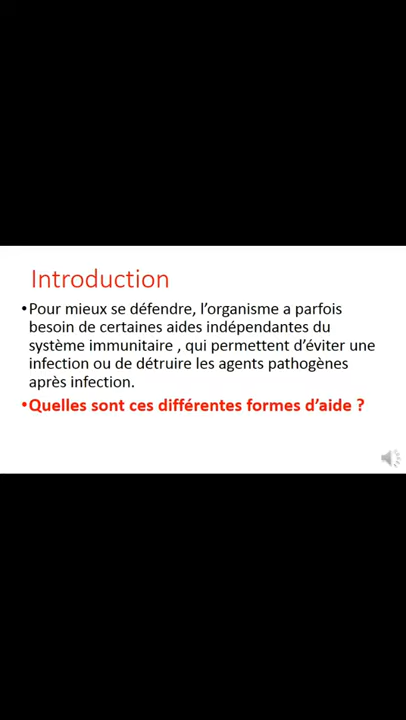 Introduction
•Pour mieux se défendre, l'organisme a parfois
besoin de certaines aides indépendantes du
système immunitaire , qui permettent d'éviter une
infection ou de détruire les agents pathogènes
après infection.
•Quelles sont ces différentes formes d'aide ?